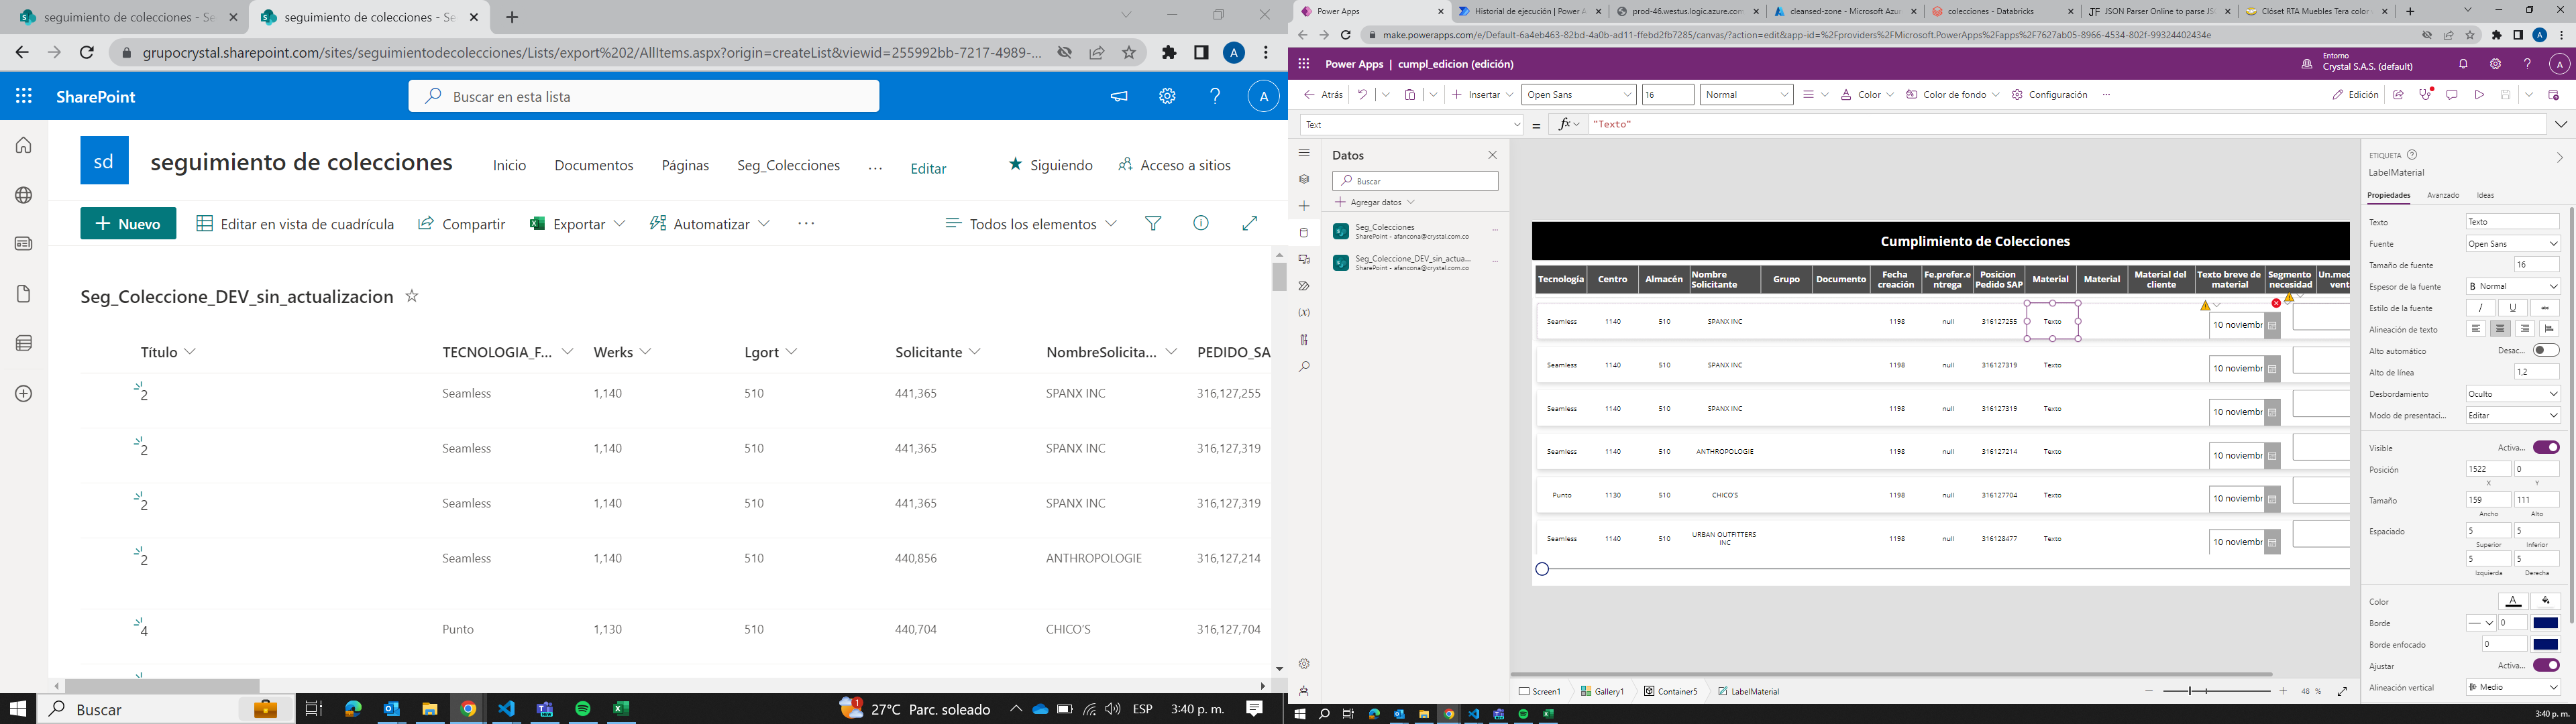 seguimiento de colecciones - Se
seguimiento de colecciones - Se
grupocrystal.sharepoint.com/sites/seguimientodecolecciones/Lists/export%202/AllItems.aspx?origin=createList&viewid=255992bb-7217-4989-...
A
SharePoint
Buscar en esta lista
A
sd
seguimiento de colecciones
Inicio
Documentos
Páginas
Seg_Colecciones
...
Editar
Siguiendo
Acceso a sitios
Nuevo
Editar en vista de cuadrícula
Compartir
Exportar
Automatizar
...
Todos los elementos
Seg_Coleccione_DEV_sin_actualizacion
Título TECNOLOGIA_F... Werks Lgort Solicitante NombreSolicita... PEDIDO_SA
2 Seamless 1,140 510 441,365 SPANX INC 316,127,255
2 Seamless 1,140 510 441,365 SPANX INC 316,127,319
2 Seamless 1,140 510 441,365 SPANX INC 316,127,319
2 Seamless 1,140 510 440,856 ANTHROPOLOGIE 316,127,214
4 Punto 1,130 510 440,704 CHICO'S 316,127,704
Buscar
1
27°C Parc. soleado
ESP
3:40 p. m.
Power Apps
Historial de ejecución | Power A
prod-46.westus.logic.azure.com
cleansed-zone - Microsoft Azu
colecciones - Databricks
JSON Parser Online to parse JS
Clóset RTA Muebles Tera color
make.powerapps.com/e/Default-6a4eb463-82bd-4a0b-ad11-ffebd2fb7285/canvas/?action=edit&app-id=%2Fproviders%2FMicrosoft.PowerApps%2Fapps%2F7627ab05-8966-4534-802f-99324402434e
A
Power Apps | cumpl_edicion (edición)
Entorno
Crystal S.A.S. (default)
A
Atrás
Insertar
Open Sans
16
Normal
Color
Color de fondo
Configuración
...
Edición
Text
= fx "Texto"
Datos
Buscar
Agregar datos
Seg_Colecciones
SharePoint - afancona@crystal.com.co
Seg_Coleccione_DEV_sin_actua...
SharePoint - afancona@crystal.com.co
Cumplimiento de Colecciones
Tecnología Centro Almacén Nombre Solicitante Grupo Documento Fecha creación Fe.prefer.e ntrega Posicion Pedido SAP Material Material Material del cliente Texto breve de material Segmento necesidad Un.med vent
Seamless 1140 510 SPANX INC 1198 null 316127255 Texto 10 noviembr
Seamless 1140 510 SPANX INC 1198 null 316127319 Texto 10 noviembr
Seamless 1140 510 SPANX INC 1198 null 316127319 Texto 10 noviembr
Seamless 1140 510 ANTHROPOLOGIE 1198 null 316127214 Texto 10 noviembr
Punto 1130 510 CHICO'S 1198 null 316127704 Texto 10 noviembr
Seamless 1140 510 URBAN OUTFITTERS INC 1198 null 316128477 Texto 10 noviembr
Screen1
Gallery1
Container5
LabelMaterial
48 %
ETIQUETA
LabelMaterial
Propiedades Avanzado Ideas
Texto Texto
Fuente Open Sans
Tamaño de fuente 16
Espesor de la fuente B Normal
Estilo de la fuente
Alineación de texto
Alto automático Desac...
Alto de línea 1,2
Desbordamiento Oculto
Modo de presentaci... Editar
Visible Activa...
Posición 1522 0
X Y
Tamaño 159 111
Ancho Alto
Espaciado 5 5
Superior Inferior
5 5
Izquierda Derecha
Color
Borde 0
Borde enfocado 0
Ajustar Activa...
Alineación vertical Medio
3:40 p. m.